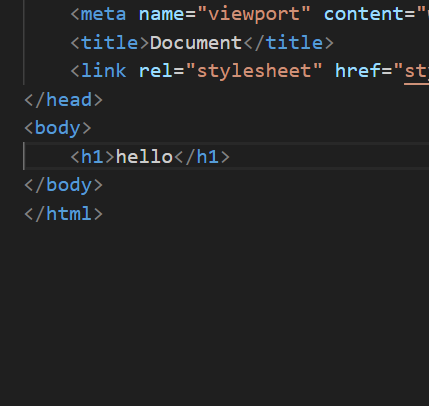 <meta name="viewport" content="
<title>Document</title>
<link rel="stylesheet" href="st
</head>
<body>
<h1>hello</h1>
</body>
</html>